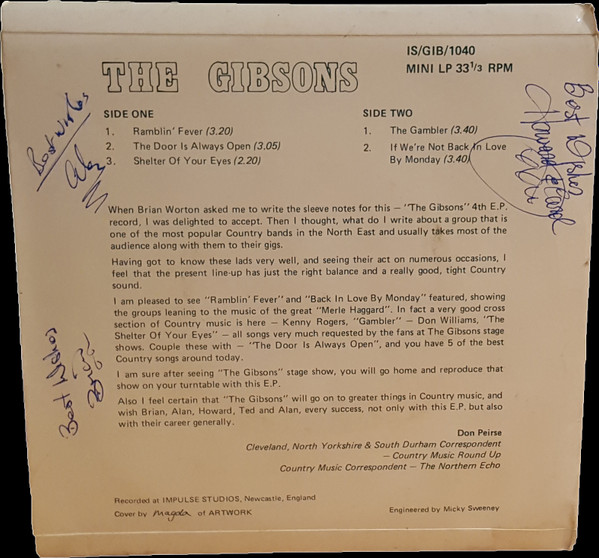 THE GIBSONS
IS/GIB/1040
MINI LP 33 1/3 RPM
SIDE ONE
1. Ramblin' Fever (3.20)
2. The Door Is Always Open (3.05)
3. Shelter Of Your Eyes (2.20)
SIDE TWO
1. The Gambler (3.40)
2. If We're Not Back In Love
By Monday (3.40)
Best Wishes
Alan
Best Wishes
Howard
When Brian Worton asked me to write the sleeve notes for this — "The Gibsons" 4th E.P.
record, I was delighted to accept. Then I thought, what do I write about a group that is
one of the most popular Country bands in the North East and usually takes most of the
audience along with them to their gigs.
Having got to know these lads very well, and seeing their act on numerous occasions, I
feel that the present line-up has just the right balance and a really good, tight Country
sound.
I am pleased to see "Ramblin' Fever" and "Back In Love By Monday" featured, showing
the groups leaning to the music of the great "Merle Haggard". In fact a very good cross
section of Country music is here — Kenny Rogers, "Gambler" — Don Williams, "The
Shelter Of Your Eyes" — all songs very much requested by the fans at The Gibsons stage
shows. Couple these with — "The Door Is Always Open", and you have 5 of the best
Country songs around today.
I am sure after seeing "The Gibsons" stage show, you will go home and reproduce that
show on your turntable with this E.P.
Also I feel certain that "The Gibsons" will go on to greater things in Country music, and
wish Brian, Alan, Howard, Ted and Alan, every success, not only with this E.P. but also
with their career generally.
Best Wishes
Brian
Don Peirse
Cleveland, North Yorkshire & South Durham Correspondent
— Country Music Round Up
Country Music Correspondent — The Northern Echo
Recorded at IMPULSE STUDIOS, Newcastle, England
Cover by Magda of ARTWORK
Engineered by Micky Sweeney